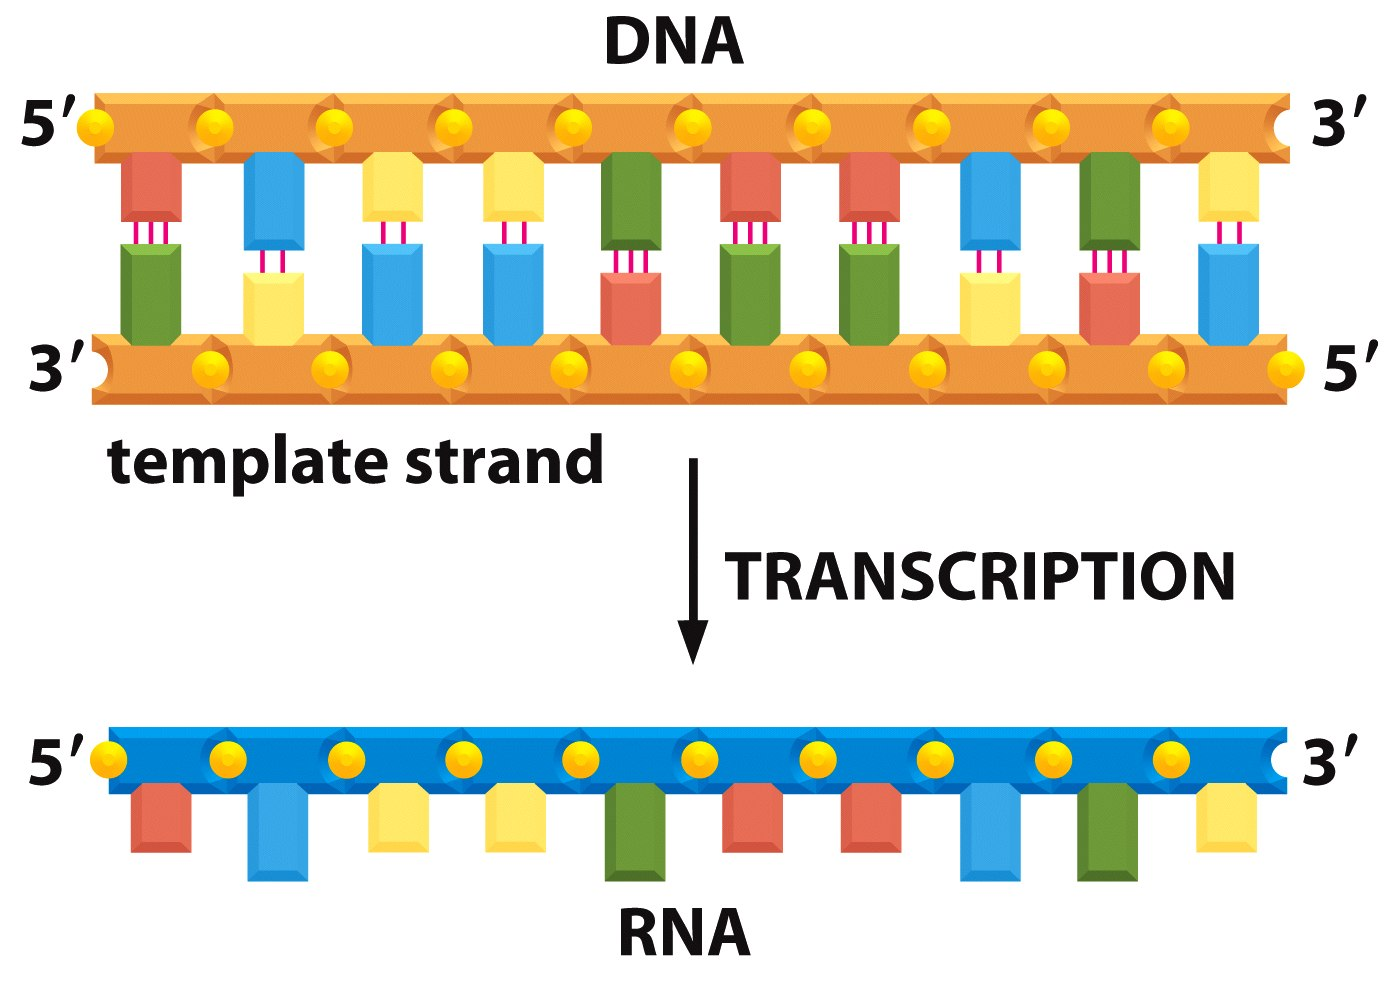 DNA
5′ 3′
3′ 5′
template strand
TRANSCRIPTION
5′ 3′
RNA